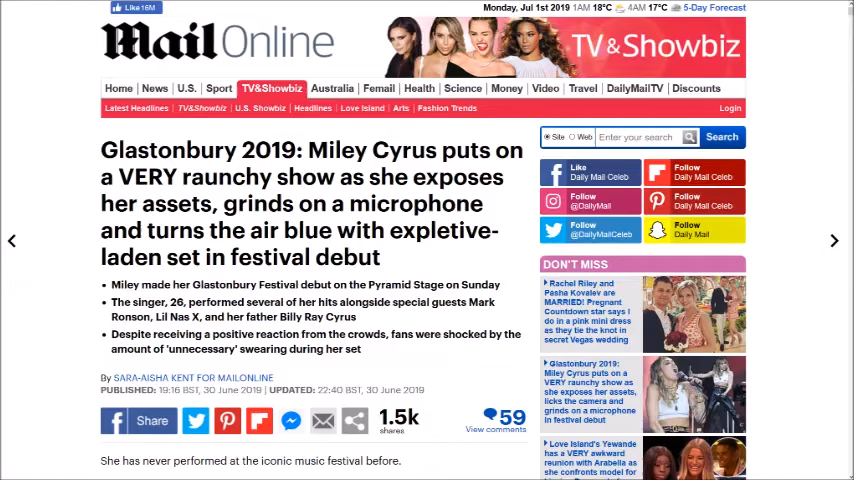 Like 16M
Monday, Jul 1st 2019 1AM 18°C 4AM 17°C 5-Day Forecast
Mail Online
TV & Showbiz
Home News U.S. Sport TV&Showbiz Australia Femail Health Science Money Video Travel DailyMailTV Discounts
Latest Headlines TV&Showbiz U.S. Showbiz Headlines Love Island Arts Fashion Trends Login
Site Web Enter your search Search
Glastonbury 2019: Miley Cyrus puts on
a VERY raunchy show as she exposes
her assets, grinds on a microphone
and turns the air blue with expletive-
laden set in festival debut
• Miley made her Glastonbury Festival debut on the Pyramid Stage on Sunday
• The singer, 26, performed several of her hits alongside special guests Mark
Ronson, Lil Nas X, and her father Billy Ray Cyrus
• Despite receiving a positive reaction from the crowds, fans were shocked by the
amount of 'unnecessary' swearing during her set
By SARA-AISHA KENT FOR MAILONLINE
PUBLISHED: 19:16 BST, 30 June 2019 | UPDATED: 22:40 BST, 30 June 2019
Share
1.5k
shares
59
View comments
She has never performed at the iconic music festival before.
Like
Daily Mail Celeb
Follow
Daily Mail Celeb
Follow
@DailyMail
Follow
Daily Mail Celeb
Follow
@DailyMailCeleb
Follow
Daily Mail
DON'T MISS
Rachel Riley and
Pasha Kovalev are
MARRIED! Pregnant
Countdown star says I
do in a pink mini dress
as they tie the knot in
secret Vegas wedding
Glastonbury 2019:
Miley Cyrus puts on a
VERY raunchy show as
she exposes her assets,
licks the camera and
grinds on a microphone
in festival debut
Love Island's Yewande
has a VERY awkward
reunion with Arabella as
she confronts model for